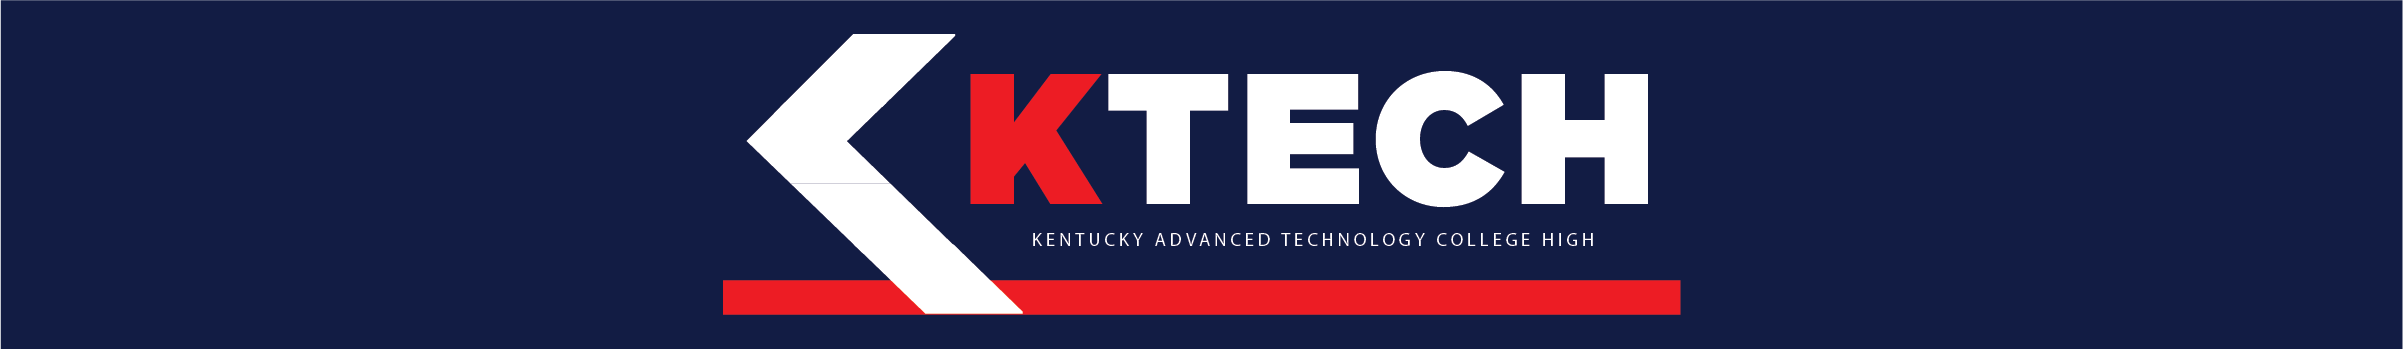 KTECH
KENTUCKY ADVANCED TECHNOLOGY COLLEGE HIGH